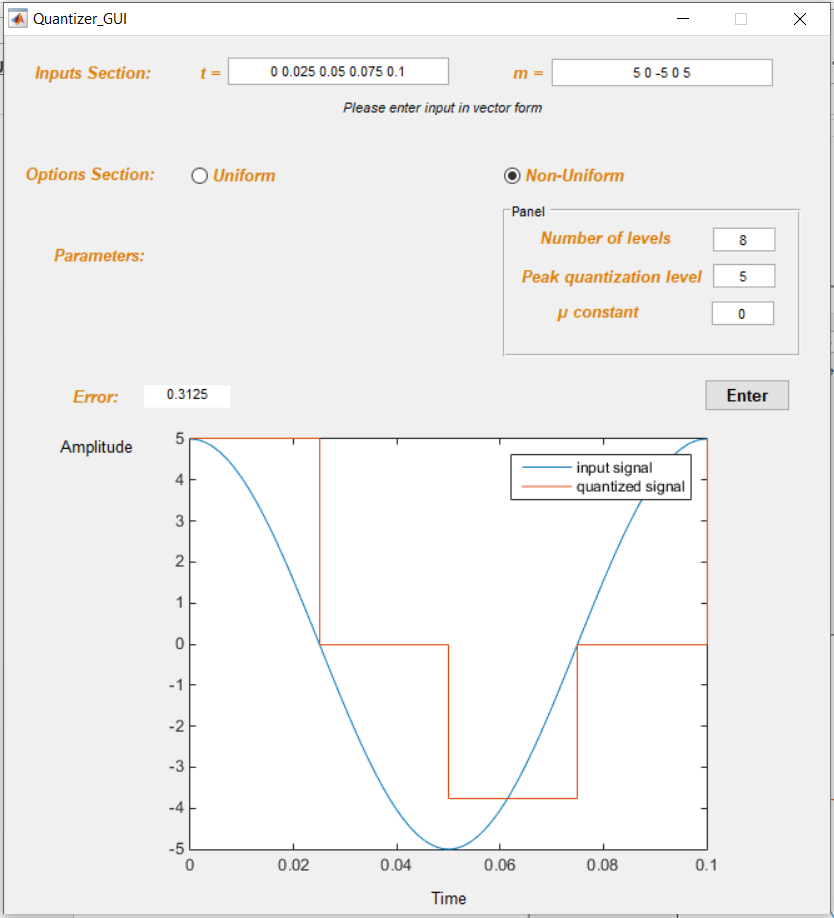 Quantizer_GUI
Inputs Section: t = 0 0.025 0.05 0.075 0.1 m = 5 0 -5 0 5
Please enter input in vector form
Options Section: Uniform Non-Uniform
Panel
Number of levels 8
Parameters:
Peak quantization level 5
μ constant 0
Error: 0.3125 Enter
Amplitude
5
4
3
2
1
0
-1
-2
-3
-4
-5
input signal
quantized signal
0 0.02 0.04 0.06 0.08 0.1
Time